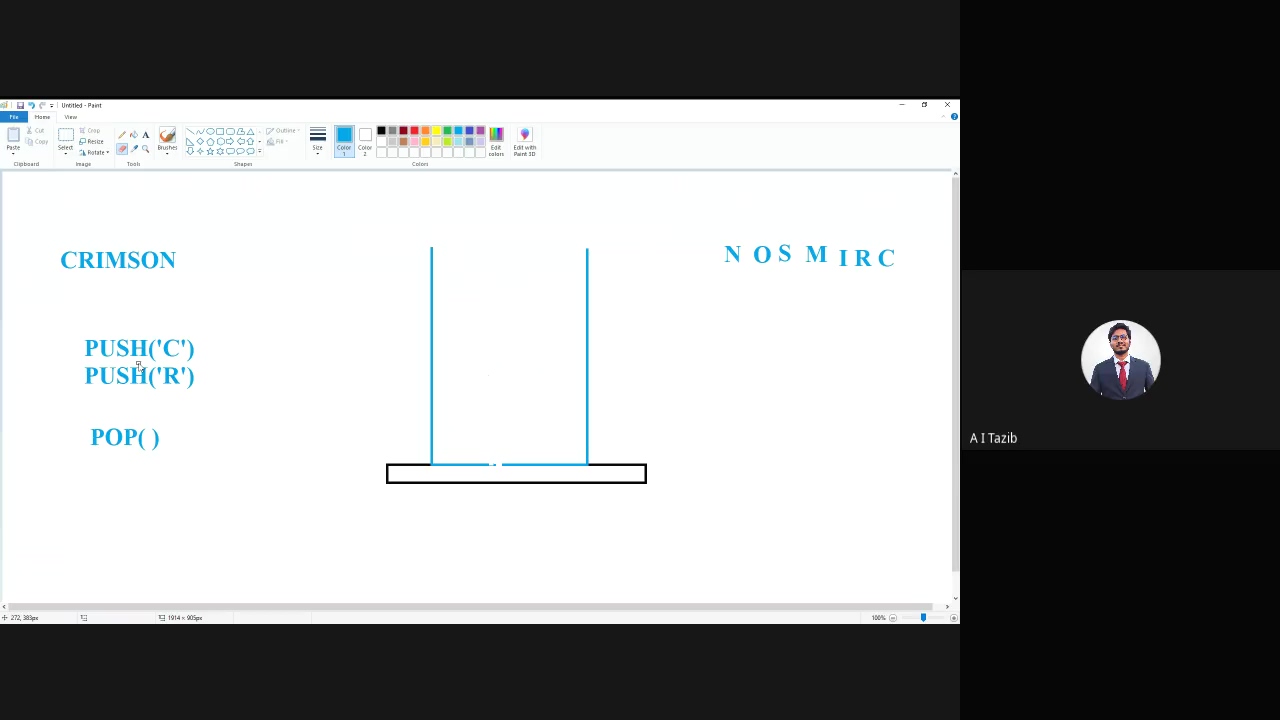 Untitled - Paint
File Home View
Paste
Cut
Copy
Clipboard
Select
Crop
Resize
Rotate
Image
Tools
Brushes
Outline
Fill
Shapes
Size
Color 1
Color 2
Edit colors
Edit with Paint 3D
Colors
CRIMSON
N O S M I R C
PUSH('C')
PUSH('R')
POP( )
A I Tazib
272, 383px
1914 × 905px
100%